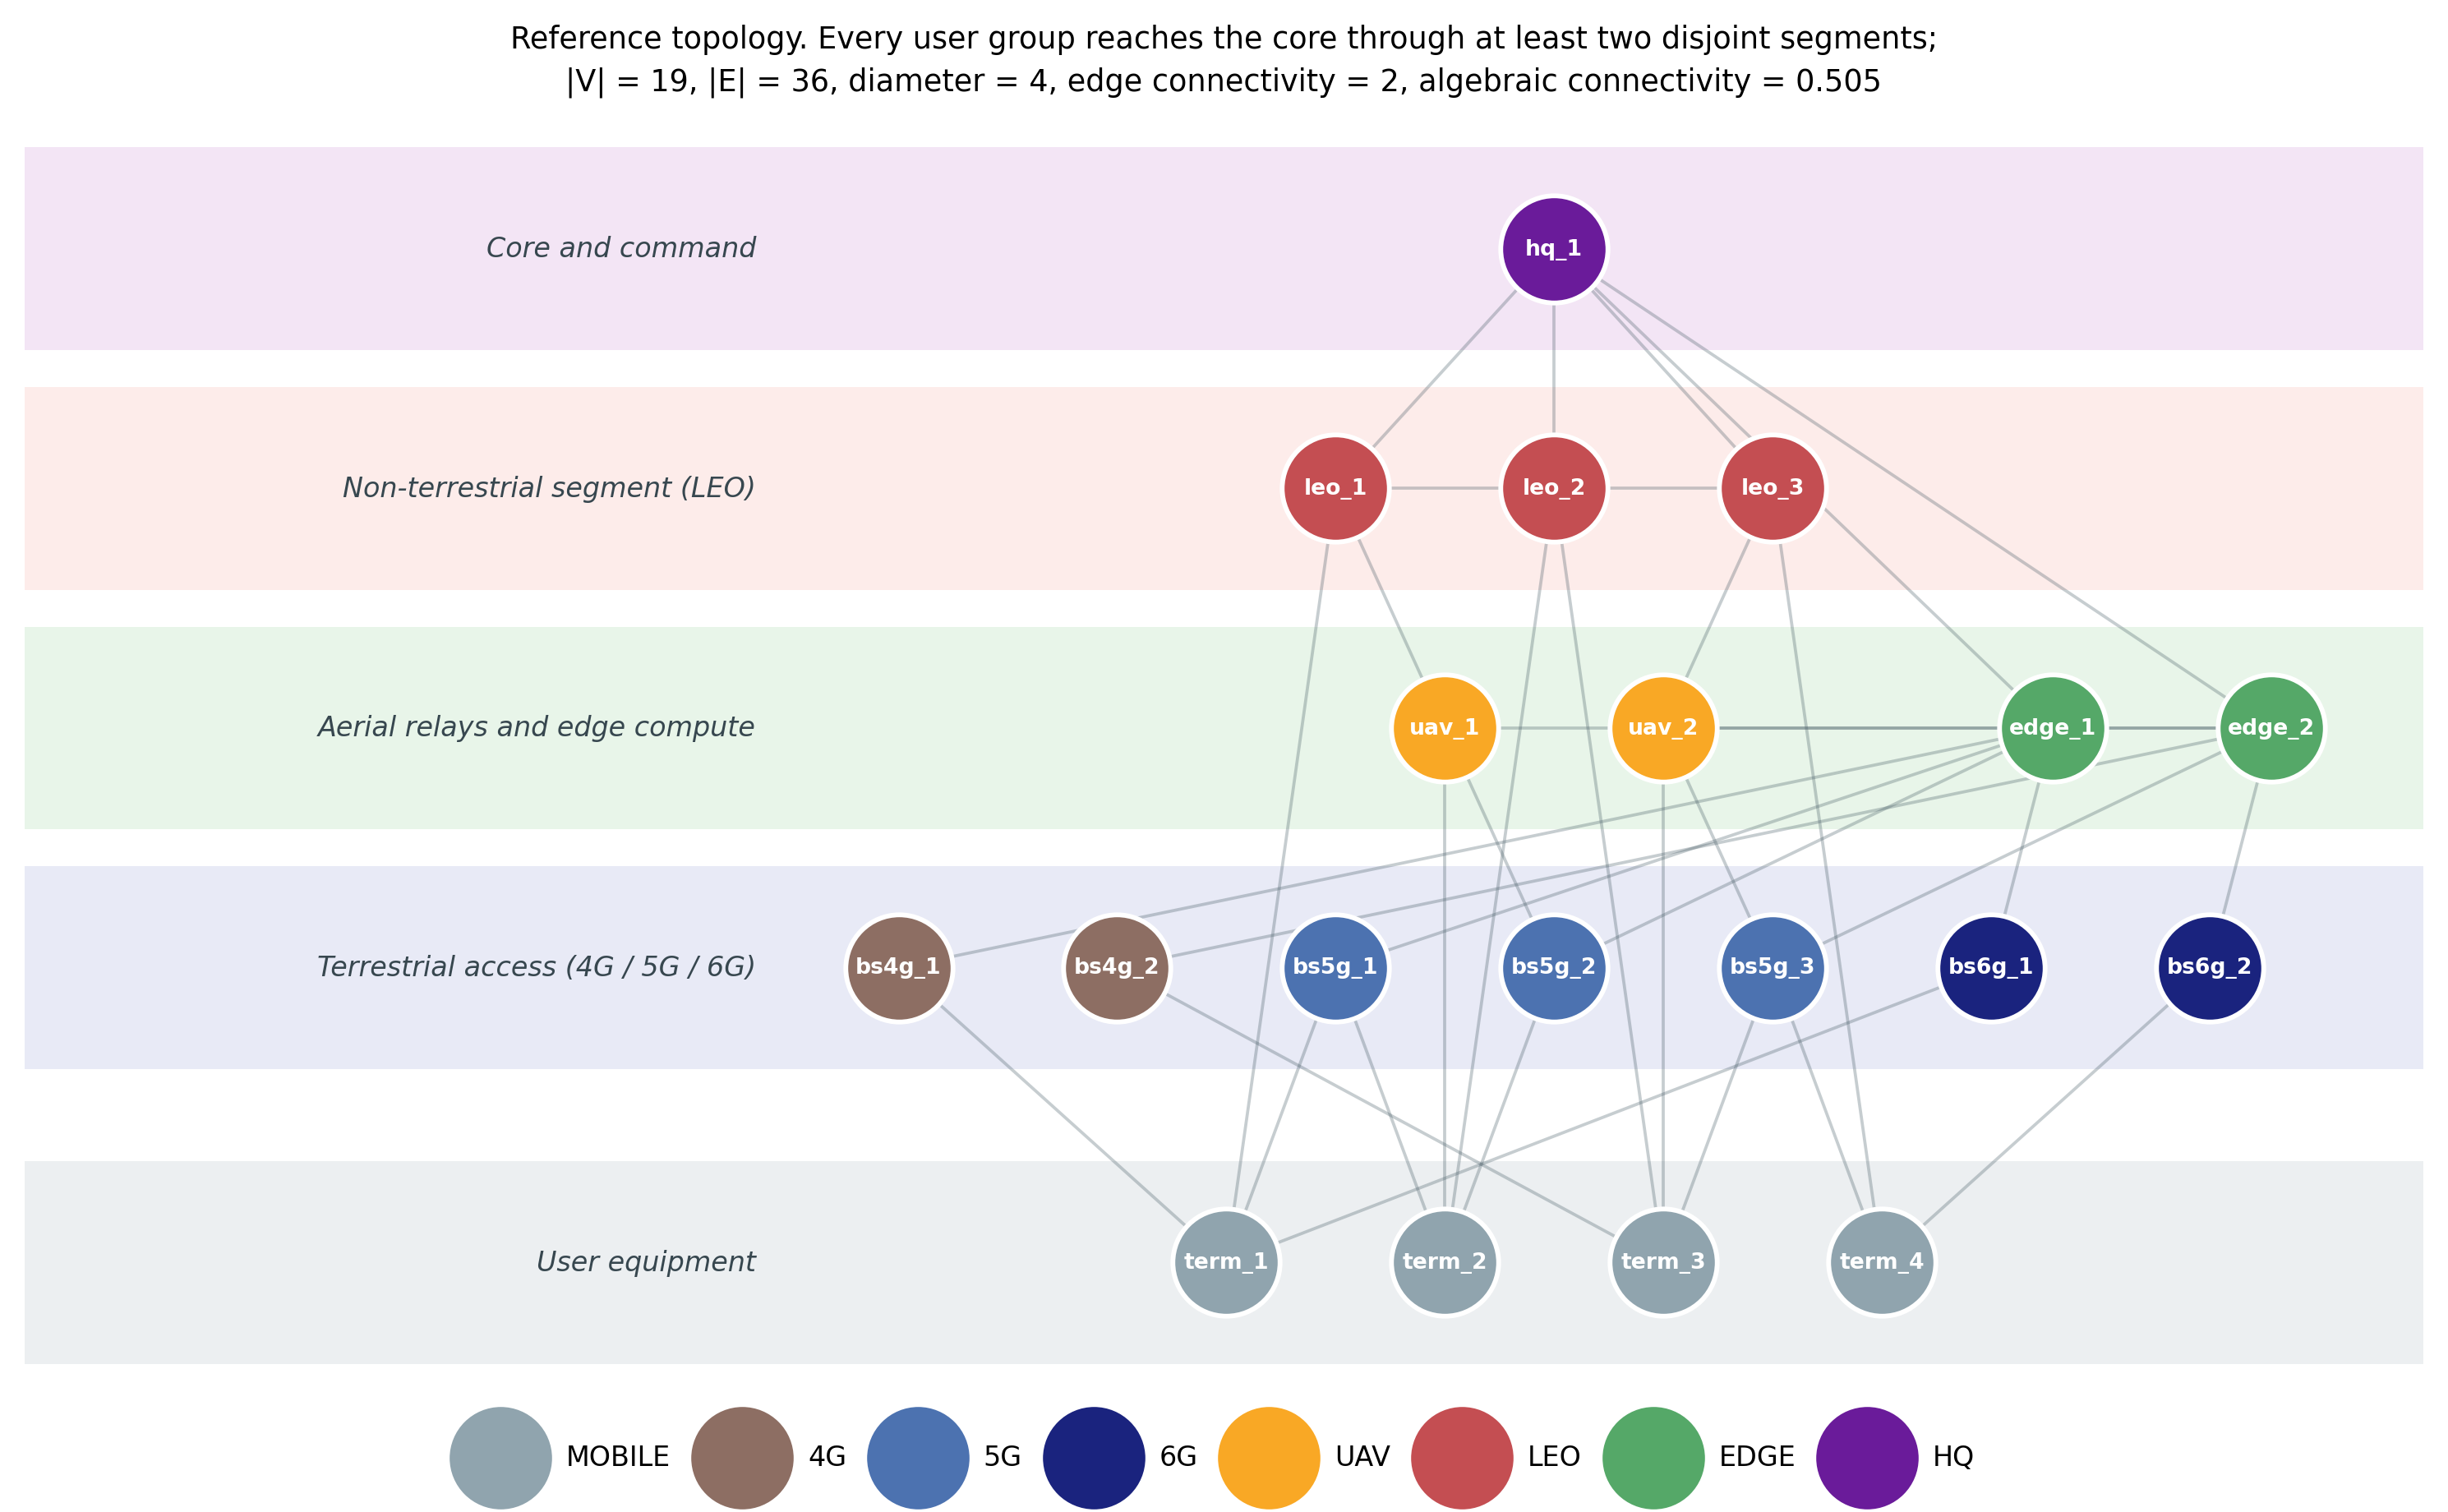 Reference topology. Every user group reaches the core through at least two disjoint segments;
|V| = 19, |E| = 36, diameter = 4, edge connectivity = 2, algebraic connectivity = 0.505
Core and command
hq_1
Non-terrestrial segment (LEO)
leo_1
leo_2
leo_3
Aerial relays and edge compute
uav_1
uav_2
edge_1
edge_2
Terrestrial access (4G / 5G / 6G)
bs4g_1
bs4g_2
bs5g_1
bs5g_2
bs5g_3
bs6g_1
bs6g_2
User equipment
term_1
term_2
term_3
term_4
MOBILE
4G
5G
6G
UAV
LEO
EDGE
HQ